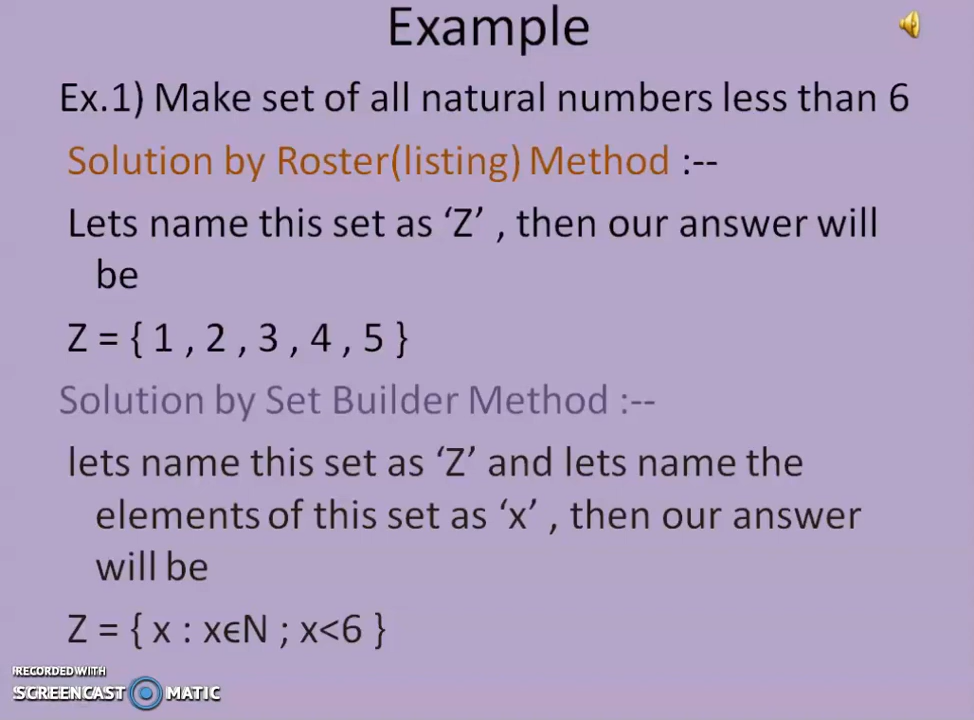 Example
Ex.1) Make set of all natural numbers less than 6
Solution by Roster(listing) Method :--
Lets name this set as ‘Z’ , then our answer will
be
Z = { 1 , 2 , 3 , 4 , 5 }
Solution by Set Builder Method :--
lets name this set as ‘Z’ and lets name the
elements of this set as ‘x’ , then our answer
will be
Z = { x : xϵN ; x<6 }
RECORDED WITH
SCREENCAST MATIC